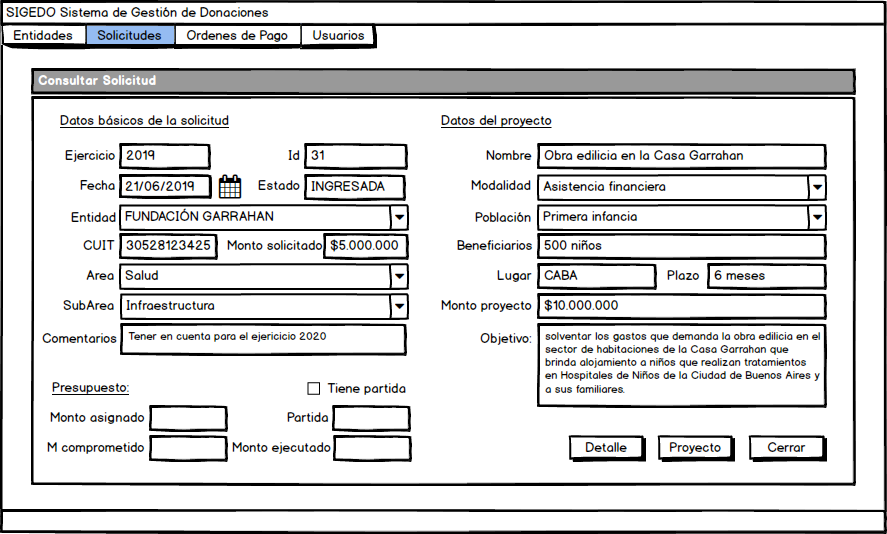 SIGEDO Sistema de Gestión de Donaciones
Entidades Solicitudes Ordenes de Pago Usuarios
Consultar Solicitud
Datos básicos de la solicitud
Ejercicio 2019 Id 31
Fecha 21/06/2019 Estado INGRESADA
Entidad FUNDACIÓN GARRAHAN
CUIT 30528123425 Monto solicitado $5.000.000
Area Salud
SubArea Infraestructura
Comentarios Tener en cuenta para el ejericicio 2020
Presupuesto: Tiene partida
Monto asignado Partida
M comprometido Monto ejecutado
Datos del proyecto
Nombre Obra edilicia en la Casa Garrahan
Modalidad Asistencia financiera
Población Primera infancia
Beneficiarios 500 niños
Lugar CABA Plazo 6 meses
Monto proyecto $10.000.000
Objetivo: solventar los gastos que demanda la obra edilicia en el
sector de habitaciones de la Casa Garrahan que
brinda alojamiento a niños que realizan tratamientos
en Hospitales de Niños de la Ciudad de Buenos Aires y
a sus familiares.
Detalle Proyecto Cerrar